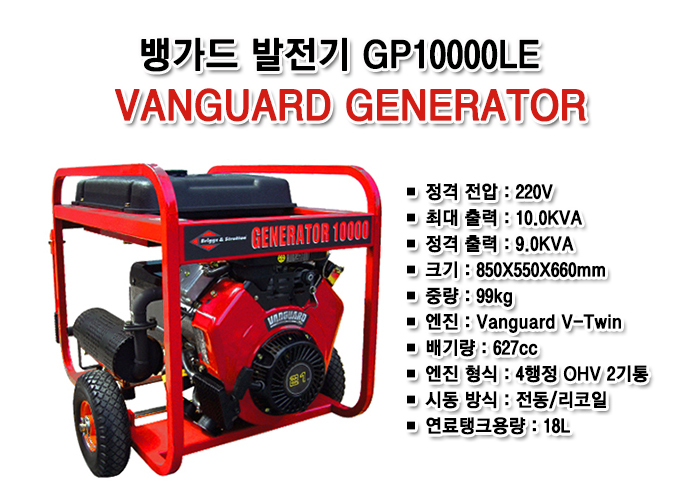 뱅가드 발전기 GP10000LE
VANGUARD GENERATOR
Briggs & Stratton
GENERATOR 10000
VANGUARD
21
▪ 정격 전압 : 220V
▪ 최대 출력 : 10.0KVA
▪ 정격 출력 : 9.0KVA
▪ 크기 : 850X550X660mm
▪ 중량 : 99kg
▪ 엔진 : Vanguard V-Twin
▪ 배기량 : 627cc
▪ 엔진 형식 : 4행정 OHV 2기통
▪ 시동 방식 : 전동/리코일
▪ 연료탱크용량 : 18L